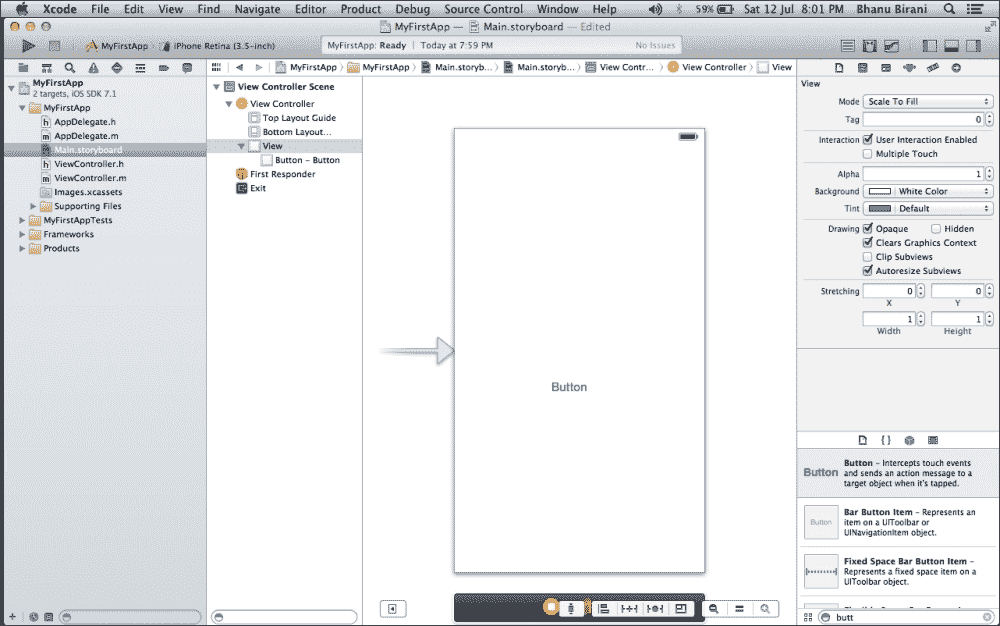 Xcode File Edit View Find Navigate Editor Product Debug Source Control Window Help 59% Sat 12 Jul 8:01 PM Bhanu Birani
MyFirstApp — Main.storyboard — Edited
MyFirstApp iPhone Retina (3.5-inch) MyFirstApp: Ready Today at 7:59 PM No Issues
MyFirstApp MyFirstApp Main.storyb... Main.storyb... View Contr... View Controller View
MyFirstApp
2 targets, iOS SDK 7.1
MyFirstApp
AppDelegate.h
AppDelegate.m
Main.storyboard
ViewController.h
ViewController.m
Images.xcassets
Supporting Files
MyFirstAppTests
Frameworks
Products
View Controller Scene
View Controller
Top Layout Guide
Bottom Layout...
View
Button – Button
First Responder
Exit
Button
View
Mode Scale To Fill
Tag 0
Interaction User Interaction Enabled
Multiple Touch
Alpha 1
Background White Color
Tint Default
Drawing Opaque Hidden
Clears Graphics Context
Clip Subviews
Autoresize Subviews
Stretching 0 0
X Y
1 1
Width Height
{ }
Button
Button – Intercepts touch events
and sends an action message to a
target object when it's tapped.
Button
Bar Button Item – Represents an
item on a UIToolbar or
UINavigationItem object.
Fixed Space Bar Button Item –
Represents a fixed space item on a
UIToolbar object.
butt